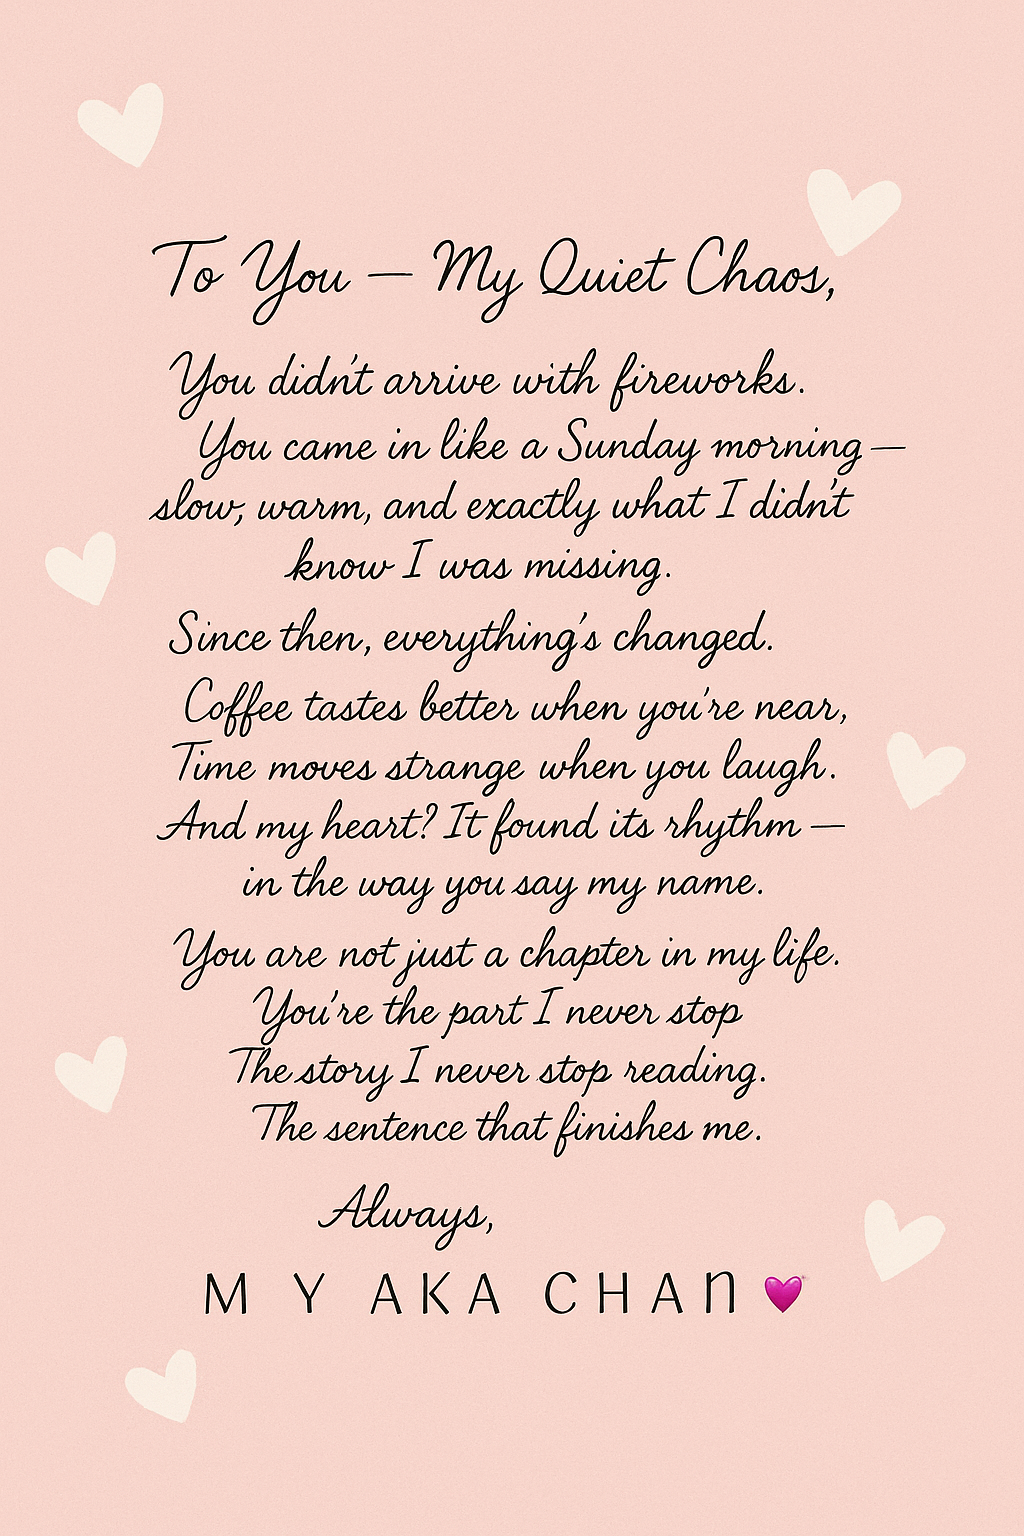 To You — My Quiet Chaos,
You didn't arrive with fireworks.
You came in like a Sunday morning —
slow, warm, and exactly what I didn't
know I was missing.
Since then, everything's changed.
Coffee tastes better when you're near,
Time moves strange when you laugh.
And my heart? It found its rhythm —
in the way you say my name.
You are not just a chapter in my life.
You're the part I never stop
The story I never stop reading.
The sentence that finishes me.
Always,
MY AKA CHAN 💓